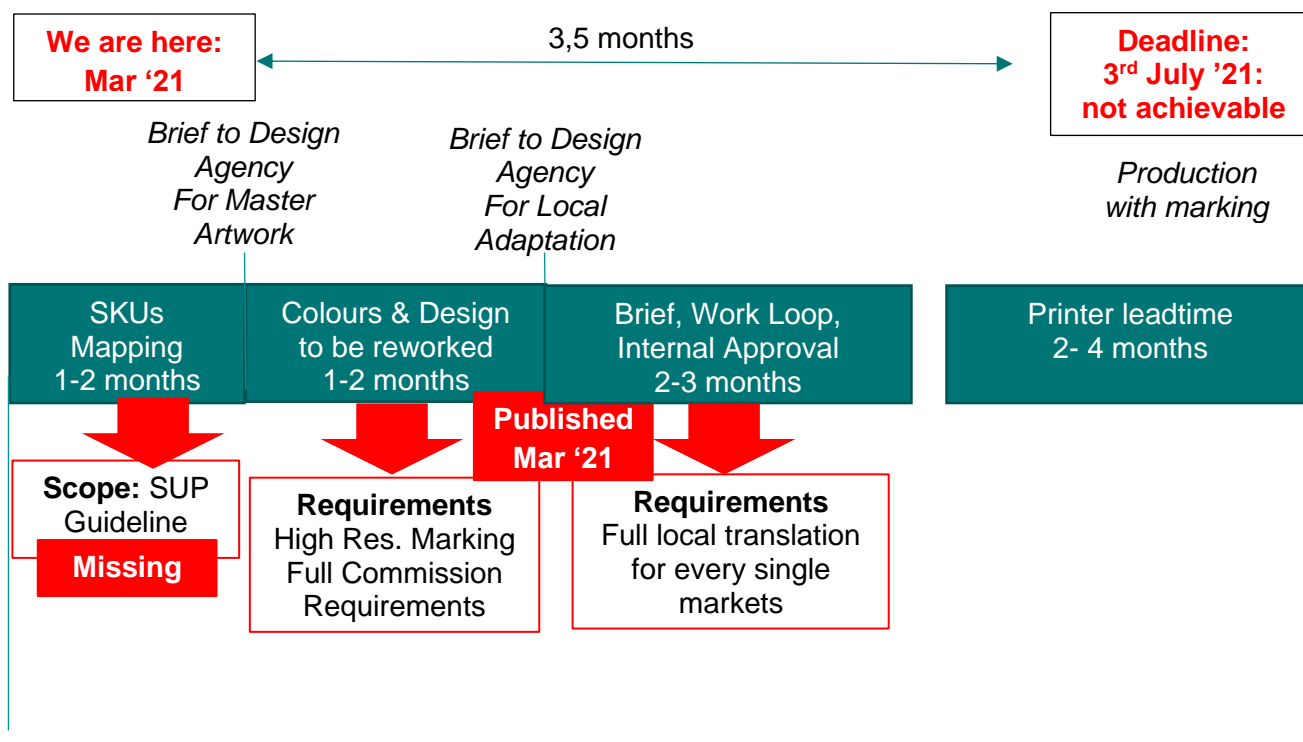 We are here:
Mar ‘21
3,5 months
Deadline:
3rd July ’21:
not achievable
Brief to Design
Agency
For Master
Artwork
Brief to Design
Agency
For Local
Adaptation
Production
with marking
SKUs
Mapping
1-2 months
Colours & Design
to be reworked
1-2 months
Brief, Work Loop,
Internal Approval
2-3 months
Printer leadtime
2- 4 months
Published
Mar ‘21
Scope: SUP
Guideline
Missing
Requirements
High Res. Marking
Full Commission
Requirements
Requirements
Full local translation
for every single
markets